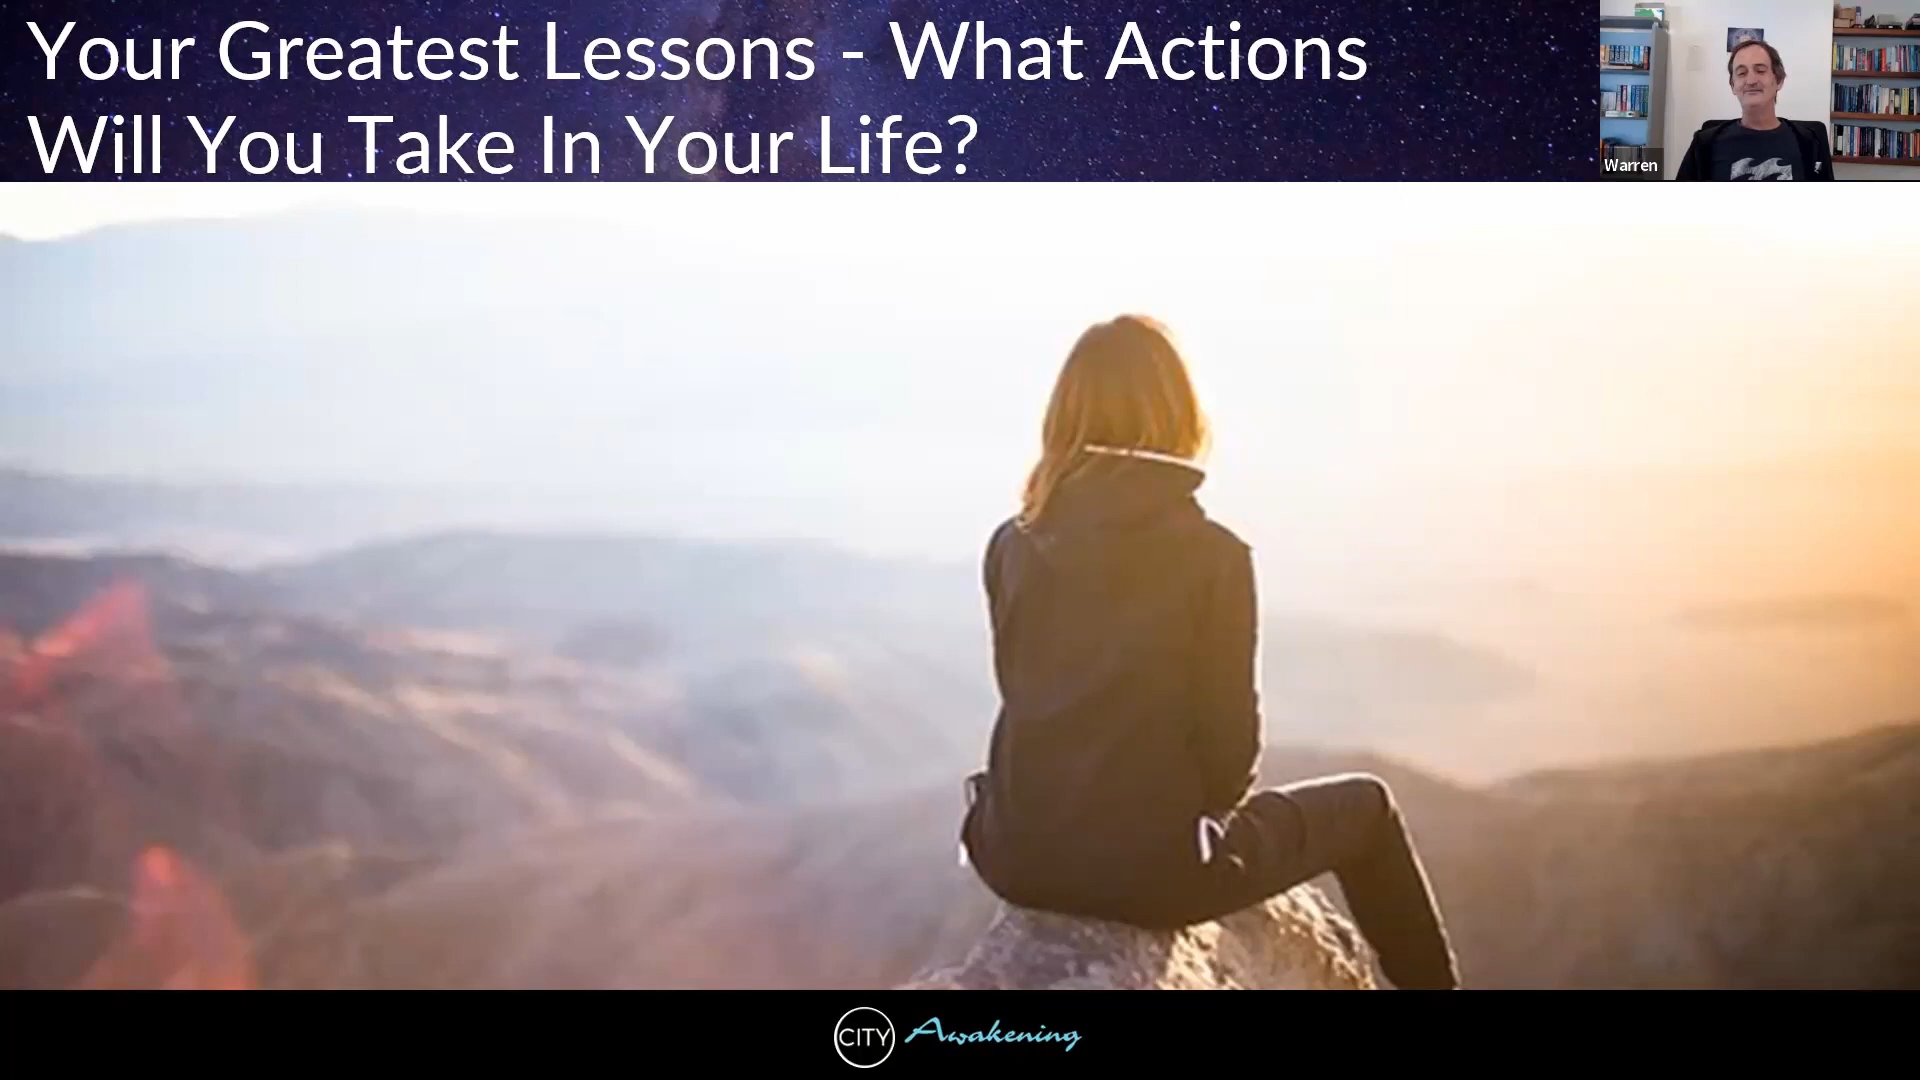 Your Greatest Lessons - What Actions
Will You Take In Your Life?
Warren
CITY Awakening